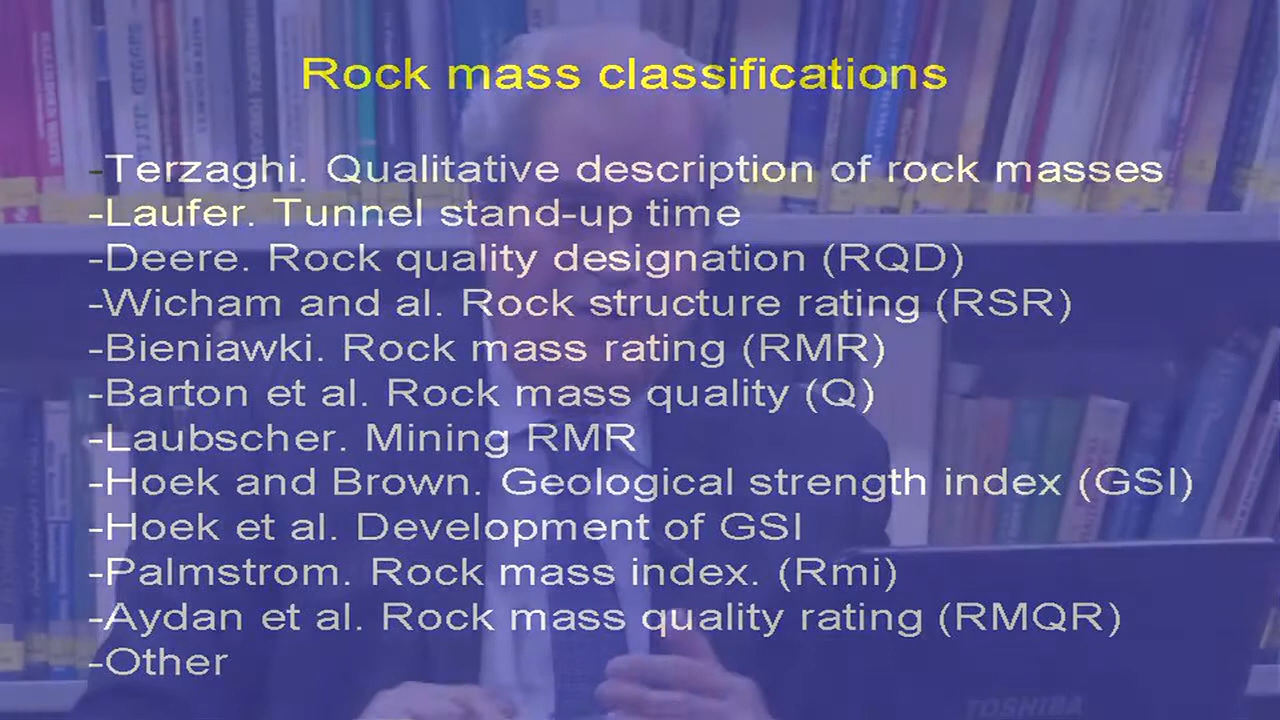 Rock mass classifications
-Terzaghi. Qualitative description of rock masses
-Laufer. Tunnel stand-up time
-Deere. Rock quality designation (RQD)
-Wicham and al. Rock structure rating (RSR)
-Bieniawki. Rock mass rating (RMR)
-Barton et al. Rock mass quality (Q)
-Laubscher. Mining RMR
-Hoek and Brown. Geological strength index (GSI)
-Hoek et al. Development of GSI
-Palmstrom. Rock mass index. (Rmi)
-Aydan et al. Rock mass quality rating (RMQR)
-Other
TOSHIBA